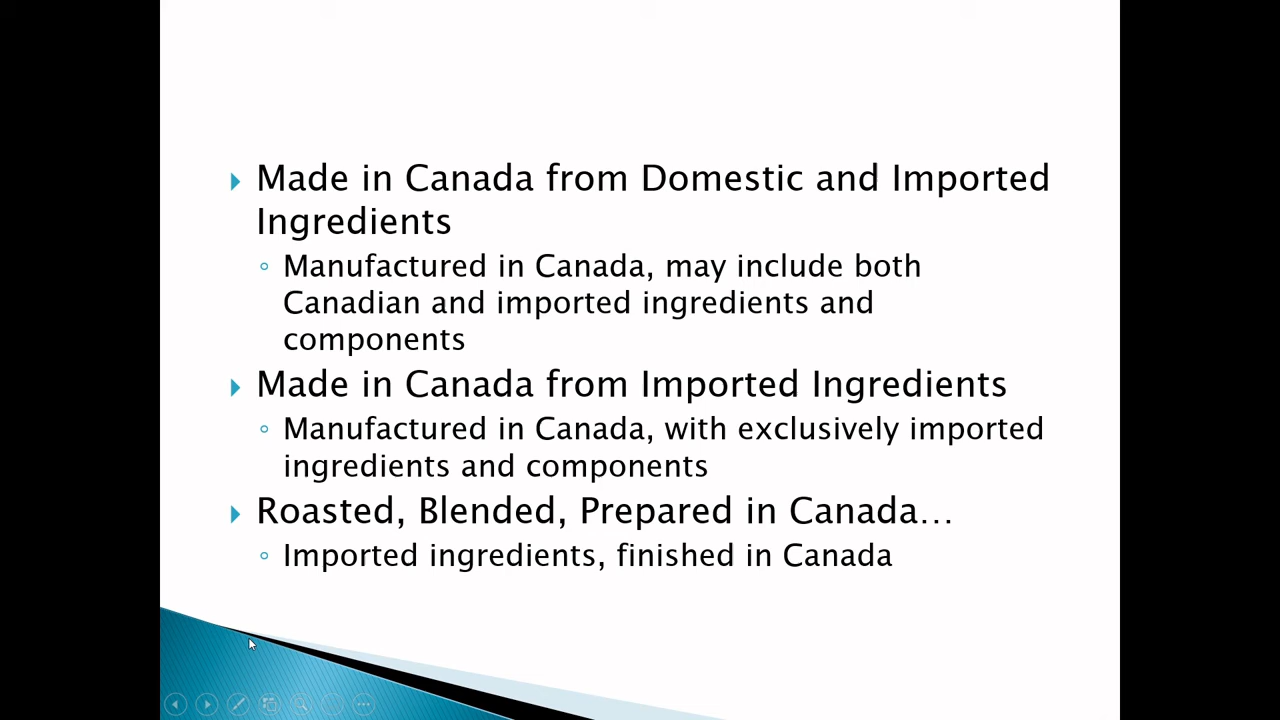 Made in Canada from Domestic and Imported
Ingredients
Manufactured in Canada, may include both
Canadian and imported ingredients and
components
Made in Canada from Imported Ingredients
Manufactured in Canada, with exclusively imported
ingredients and components
Roasted, Blended, Prepared in Canada...
Imported ingredients, finished in Canada